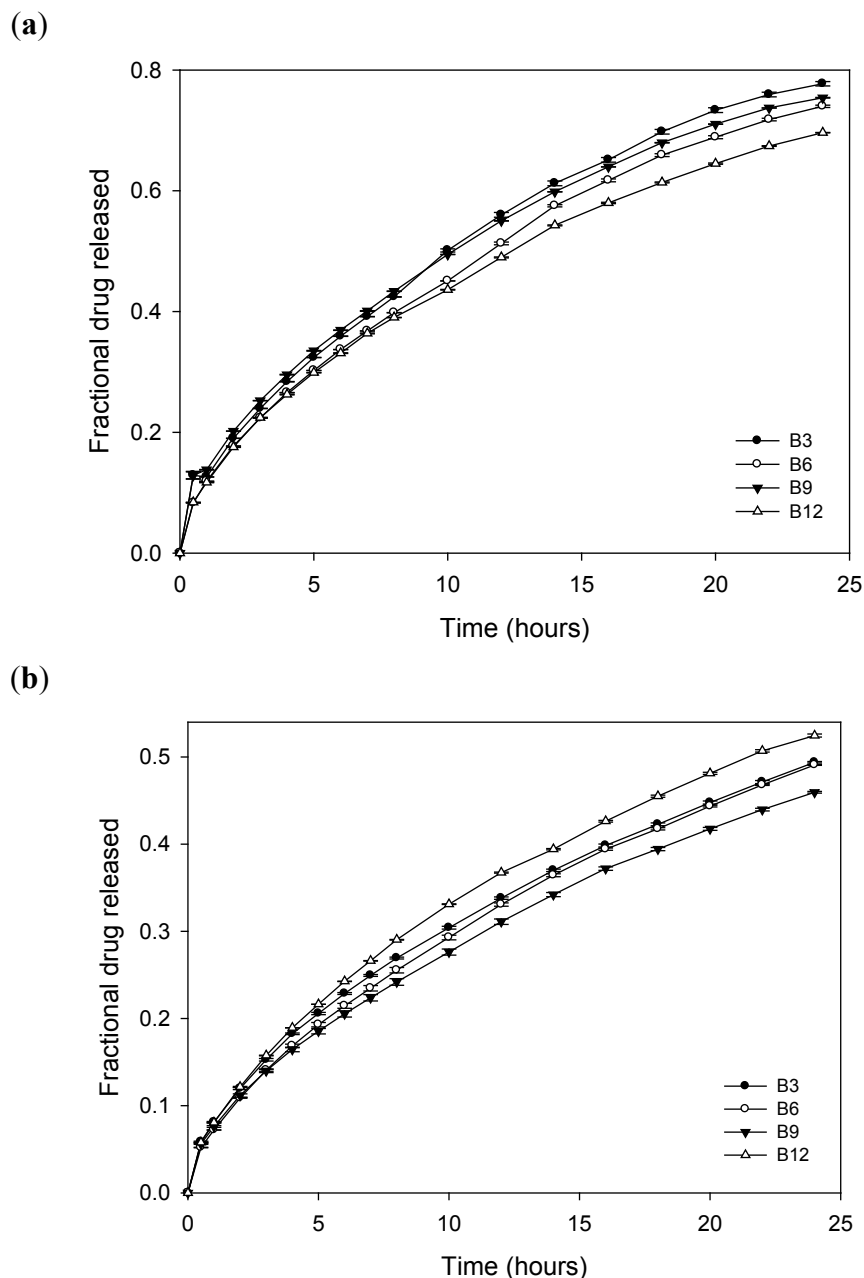 (a)
0.8
0.6
0.4
0.2
0.0
Fractional drug released
B3
B6
B9
B12
0 5 10 15 20 25
Time (hours)
(b)
0.5
0.4
0.3
0.2
0.1
0.0
Fractional drug released
B3
B6
B9
B12
0 5 10 15 20 25
Time (hours)